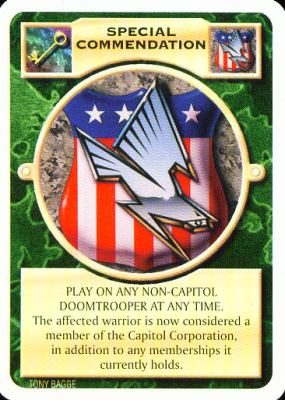 SPECIAL
COMMENDATION
PLAY ON ANY NON-CAPITOL
DOOMTROOPER AT ANY TIME.
The affected warrior is now considered a
member of the Capitol Corporation,
in addition to any memberships it
currently holds.
TONY BAGGE